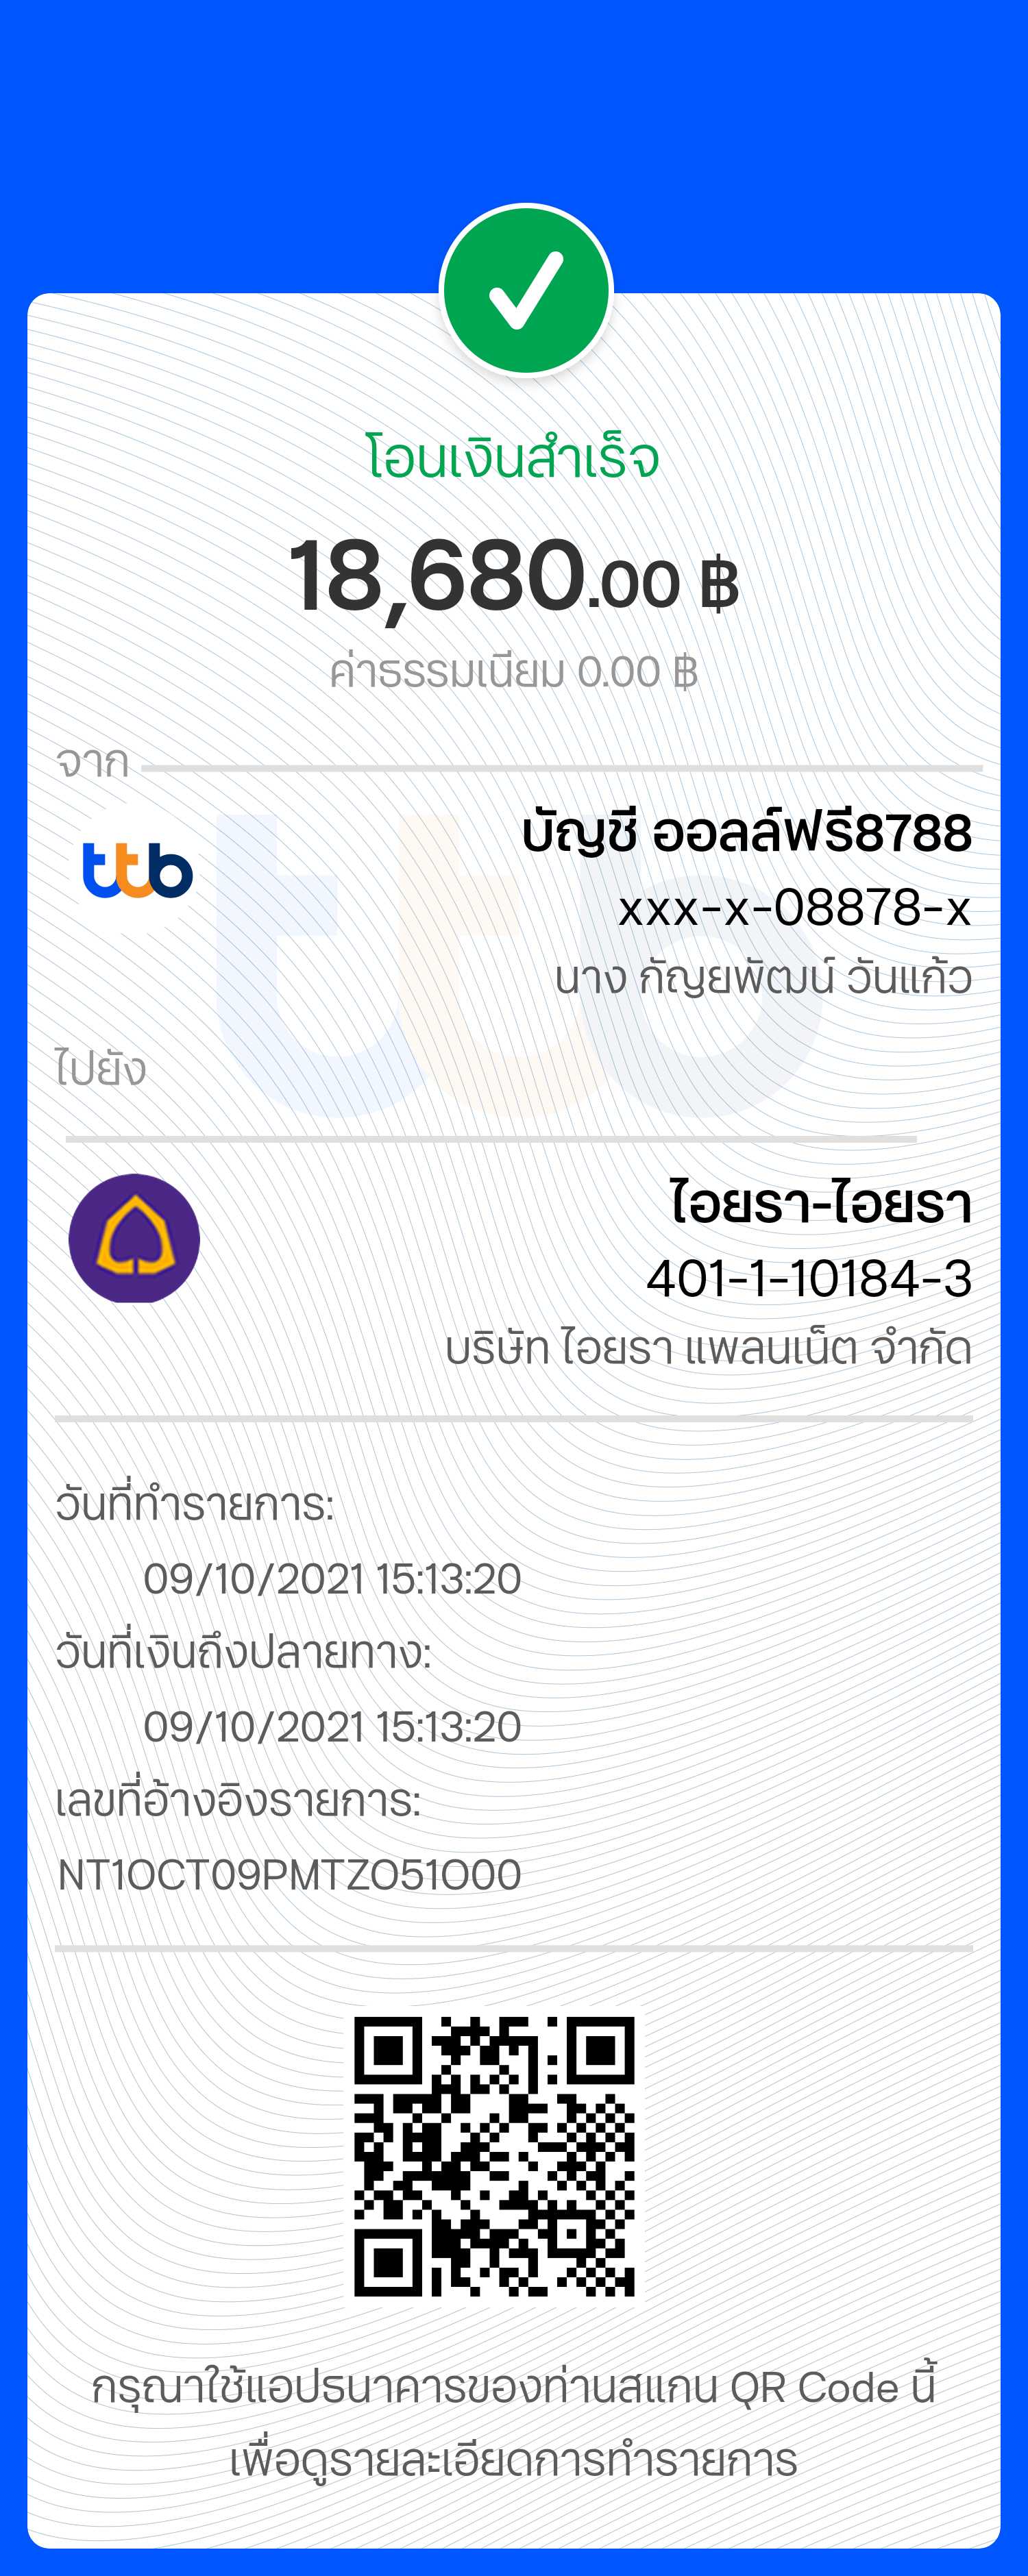 โอนเงินสำเร็จ
18,680.00 ฿
ค่าธรรมเนียม 0.00 ฿
จาก
ttb
บัญชี ออลล์ฟรี8788
xxx-x-08878-x
นาง กัญยพัฒน์ วันแก้ว
ไปยัง
ไอยรา-ไอยรา
401-1-10184-3
บริษัท ไอยรา แพลนเน็ต จำกัด
วันที่ทำรายการ:
09/10/2021 15:13:20
วันที่เงินถึงปลายทาง:
09/10/2021 15:13:20
เลขที่อ้างอิงรายการ:
NT1OCT09PMTZO51O00
กรุณาใช้แอปธนาคารของท่านสแกน QR Code นี้
เพื่อดูรายละเอียดการทำรายการ